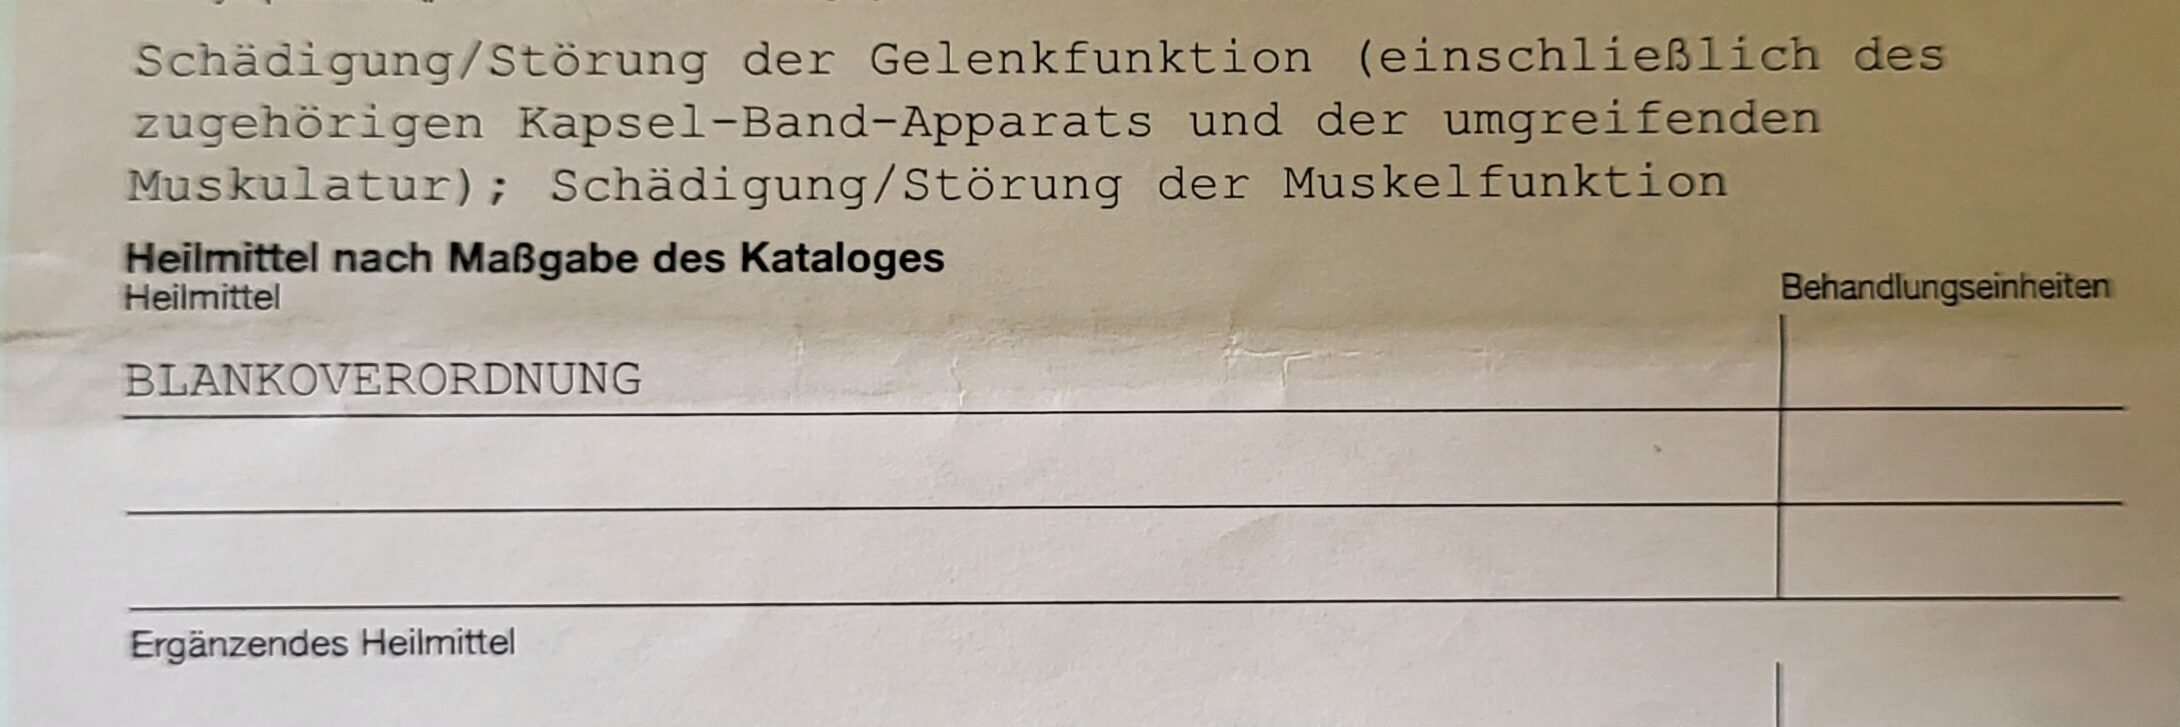 Schädigung/Störung der Gelenkfunktion (einschließlich des
zugehörigen Kapsel-Band-Apparats und der umgreifenden
Muskulatur); Schädigung/Störung der Muskelfunktion
Heilmittel nach Maßgabe des Kataloges
Heilmittel
Behandlungseinheiten
BLANKOVERORDNUNG
Ergänzendes Heilmittel